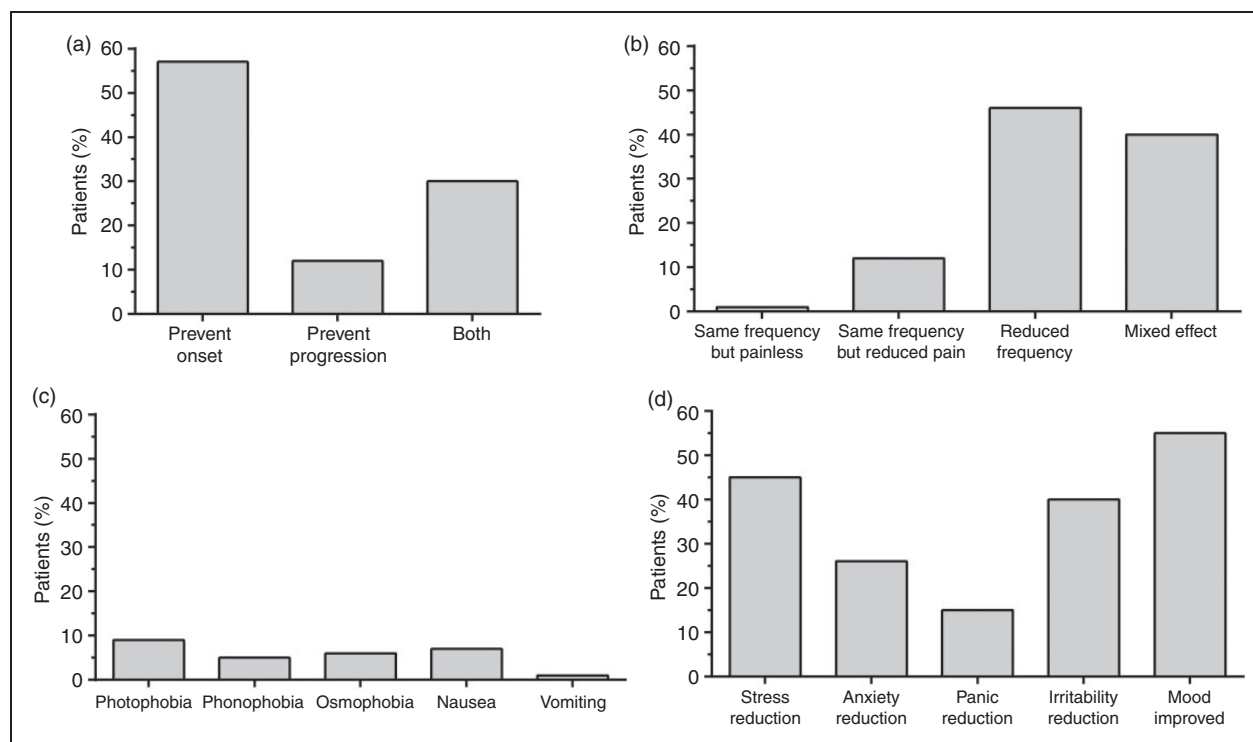 (a)
60
50
40
30
20
10
0
Patients (%)
Prevent
onset
Prevent
progression
Both
(b)
60
50
40
30
20
10
0
Patients (%)
Same frequency
but painless
Same frequency
but reduced pain
Reduced
frequency
Mixed effect
(c)
60
50
40
30
20
10
0
Patients (%)
Photophobia
Phonophobia
Osmophobia
Nausea
Vomiting
(d)
60
50
40
30
20
10
0
Patients (%)
Stress
reduction
Anxiety
reduction
Panic
reduction
Irritability
reduction
Mood
improved